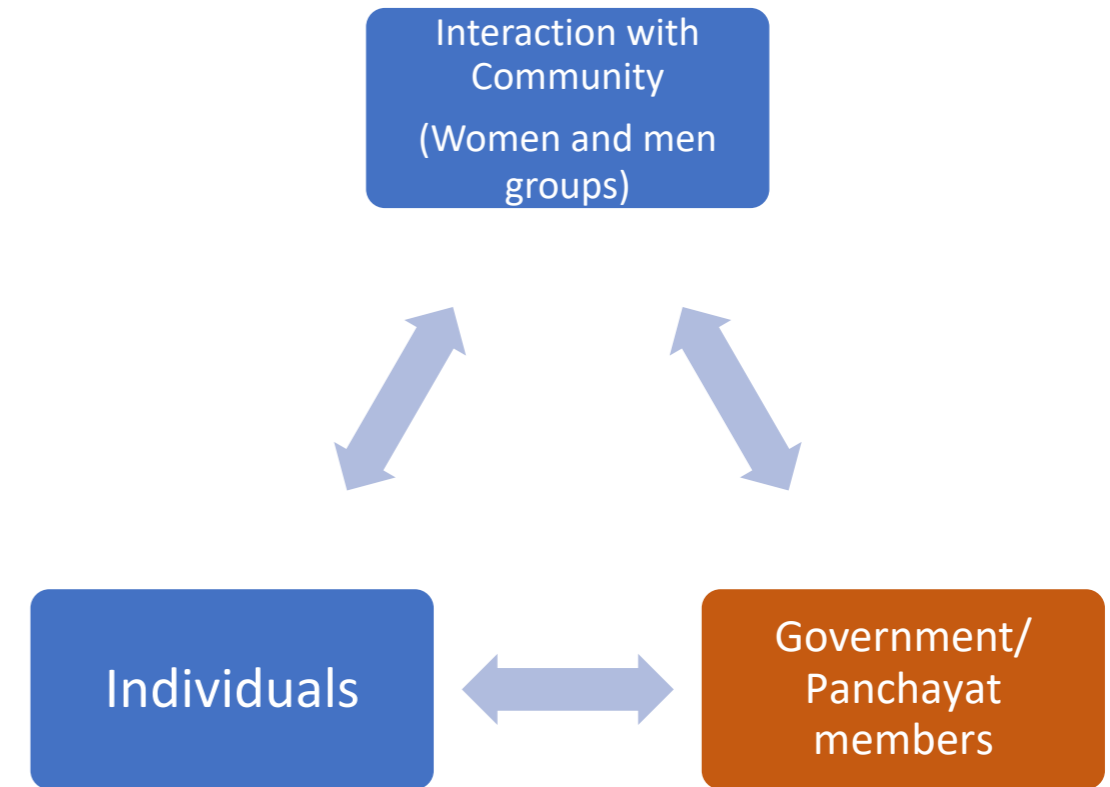 Interaction with
Community
(Women and men
groups)
Individuals
Government/
Panchayat
members